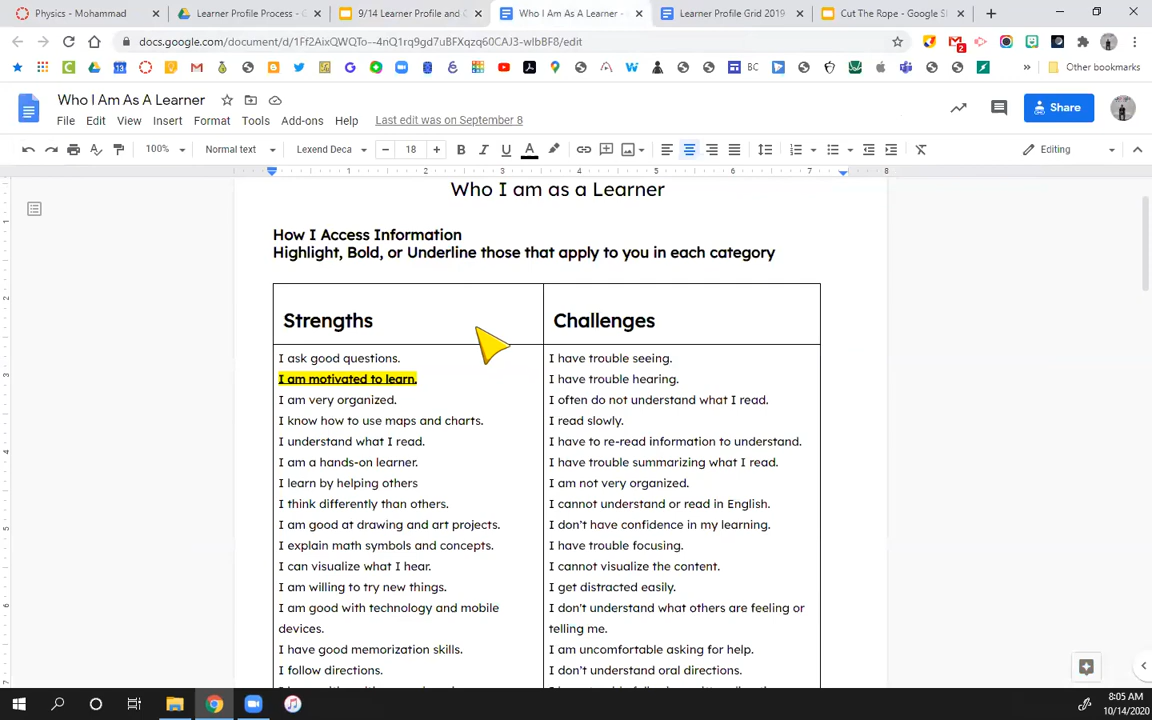 Physics - Mohammad
Learner Profile Process - G
9/14 Learner Profile and C
Who I Am As A Learner -
Learner Profile Grid 2019
Cut The Rope - Google Sl
docs.google.com/document/d/1Ff2AixQWQTo--4nQ1rq9gd7uBFXqzq60CAJ3-wIbBF8/edit
BC
Other bookmarks
Who I Am As A Learner
File Edit View Insert Format Tools Add-ons Help Last edit was on September 8
Share
100% Normal text Lexend Deca 18 Editing
1 2 3 4 5 6 7 8
Who I am as a Learner
How I Access Information
Highlight, Bold, or Underline those that apply to you in each category
Strengths
I ask good questions.
I am motivated to learn.
I am very organized.
I know how to use maps and charts.
I understand what I read.
I am a hands-on learner.
I learn by helping others
I think differently than others.
I am good at drawing and art projects.
I explain math symbols and concepts.
I can visualize what I hear.
I am willing to try new things.
I am good with technology and mobile
devices.
I have good memorization skills.
I follow directions.
Challenges
I have trouble seeing.
I have trouble hearing.
I often do not understand what I read.
I read slowly.
I have to re-read information to understand.
I have trouble summarizing what I read.
I am not very organized.
I cannot understand or read in English.
I don't have confidence in my learning.
I have trouble focusing.
I cannot visualize the content.
I get distracted easily.
I don't understand what others are feeling or
telling me.
I am uncomfortable asking for help.
I don't understand oral directions.
8:05 AM
10/14/2020